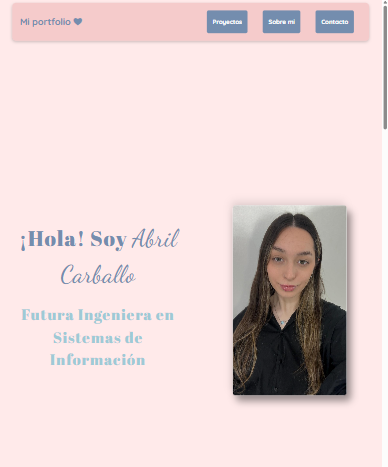 Mi portfolio
Proyectos
Sobre mi
Contacto
¡Hola! Soy Abril
Carballo
Futura Ingeniera en
Sistemas de
Información